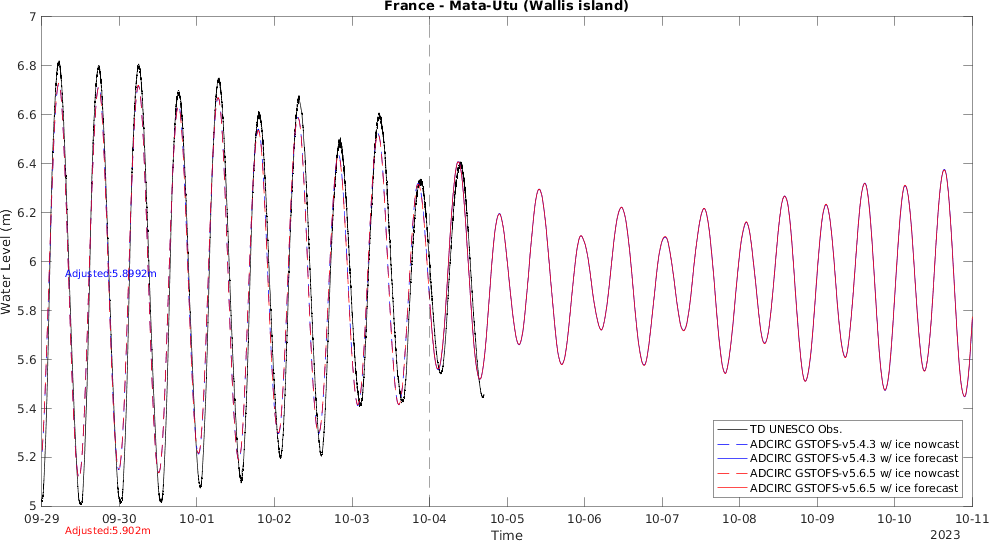 France - Mata-Utu (Wallis island)
7
6.8
6.6
6.4
6.2
6
5.8
5.6
5.4
5.2
5
Water Level (m)
Adjusted:5.8992m
TD UNESCO Obs.
ADCIRC GSTOFS-v5.4.3 w/ ice nowcast
ADCIRC GSTOFS-v5.4.3 w/ ice forecast
ADCIRC GSTOFS-v5.6.5 w/ ice nowcast
ADCIRC GSTOFS-v5.6.5 w/ ice forecast
09-29 09-30 10-01 10-02 10-03 10-04 10-05 10-06 10-07 10-08 10-09 10-10 10-11
Adjusted:5.902m
Time
2023